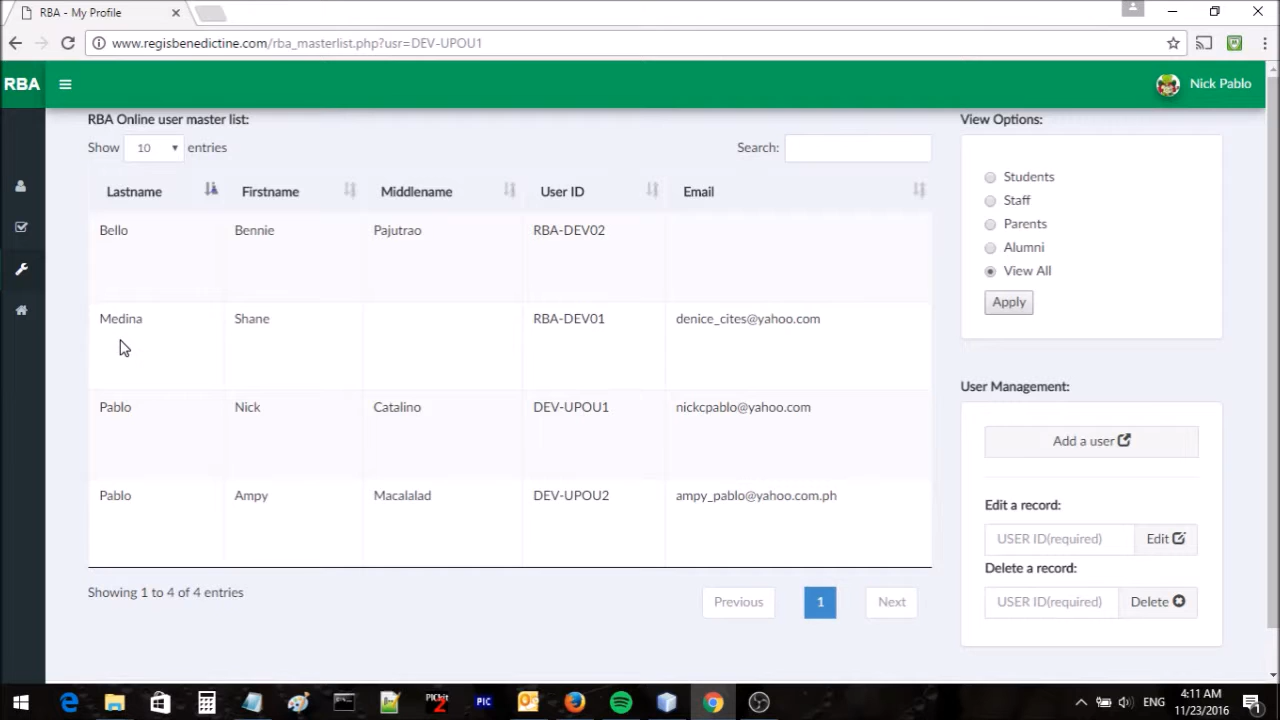 RBA - My Profile
www.regisbenedictine.com/rba_masterlist.php?usr=DEV-UPOU1
RBA
Nick Pablo
RBA Online user master list:
Show 10 entries
Search:
Lastname Firstname Middlename User ID Email
Bello Bennie Pajutrao RBA-DEV02
Medina Shane RBA-DEV01 denice_cites@yahoo.com
Pablo Nick Catalino DEV-UPOU1 nickcpablo@yahoo.com
Pablo Ampy Macalalad DEV-UPOU2 ampy_pablo@yahoo.com.ph
Showing 1 to 4 of 4 entries
Previous 1 Next
View Options:
Students
Staff
Parents
Alumni
View All
Apply
User Management:
Add a user
Edit a record:
USER ID(required) Edit
Delete a record:
USER ID(required) Delete
PICkit 2
PIC
ENG
4:11 AM
11/23/2016
1